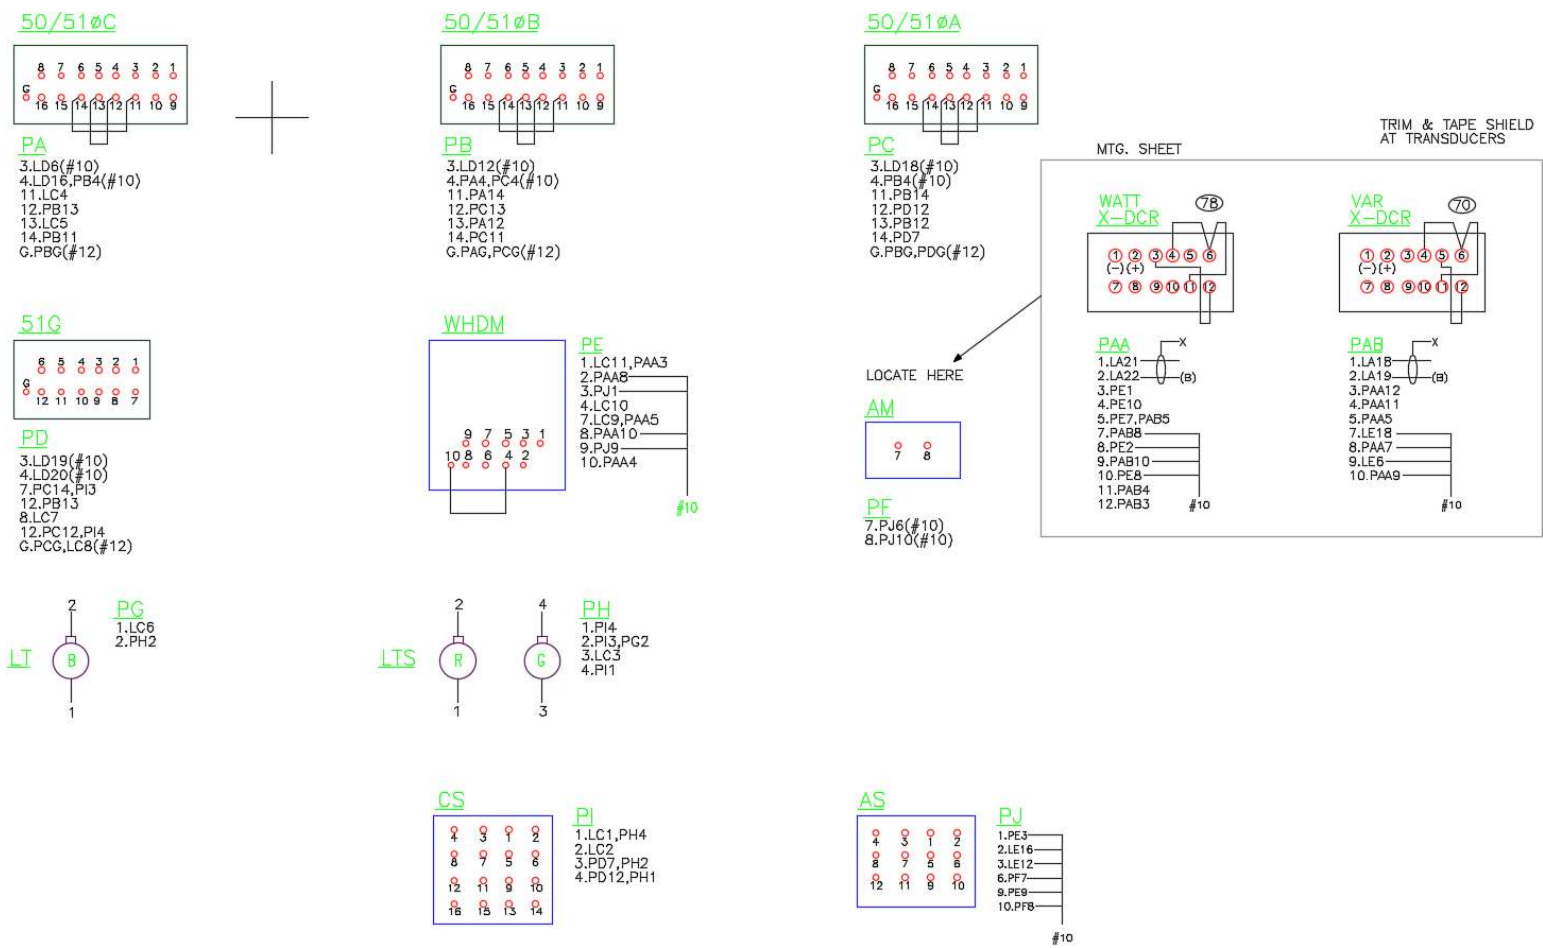 50/51øC
8 7 6 5 4 3 2 1
G
16 15 14 13 12 11 10 9
PA
3.LD6(#10)
4.LD16,PB4(#10)
11.LC4
12.PB13
13.LC5
14.PB11
G.PBG(#12)
50/51øB
8 7 6 5 4 3 2 1
G
16 15 14 13 12 11 10 9
PB
3.LD12(#10)
4.PA4,PC4(#10)
11.PA14
12.PC13
13.PA12
14.PC11
G.PAG,PCG(#12)
50/51øA
8 7 6 5 4 3 2 1
G
16 15 14 13 12 11 10 9
PC
3.LD18(#10)
4.PB4(#10)
11.PB14
12.PD12
13.PB12
14.PD7
G.PBG,PDG(#12)
TRIM & TAPE SHIELD
AT TRANSDUCERS
MTG. SHEET
WATT
X-DCR
78
1 2 3 4 5 6
(-)(+)
7 8 9 10 11 12
PAA
X
1.LA21
2.LA22
(B)
3.PE1
4.PE10
5.PE7,PAB5
7.PAB8
8.PE2
9.PAB10
10.PE8
11.PAB4
12.PAB3
#10
VAR
X-DCR
70
1 2 3 4 5 6
(-)(+)
7 8 9 10 11 12
PAB
X
1.LA18
2.LA19
(B)
3.PAA12
4.PAA11
5.PAA5
7.LE18
8.PAA7
9.LE6
10.PAA9
#10
51G
6 5 4 3 2 1
G
12 11 10 9 8 7
PD
3.LD19(#10)
4.LD20(#10)
7.PC14,PI3
12.PB13
8.LC7
12.PC12,PI4
G.PCG,LC8(#12)
WHDM
9 7 5 3 1
10 8 6 4 2
PE
1.LC11,PAA3
2.PAA8
3.PJ1
4.LC10
7.LC9,PAA5
8.PAA10
9.PJ9
10.PAA4
#10
LOCATE HERE
AM
7 8
PF
7.PJ6(#10)
8.PJ10(#10)
2
LT
B
1
PG
1.LC6
2.PH2
2
LTS
R
1
4
G
3
PH
1.PI4
2.PI3,PG2
3.LC3
4.PI1
CS
4 3 1 2
8 7 5 6
12 11 9 10
16 15 13 14
PI
1.LC1,PH4
2.LC2
3.PD7,PH2
4.PD12,PH1
AS
4 3 1 2
8 7 5 6
12 11 9 10
PJ
1.PE3
2.LE16
3.LE12
6.PF7
9.PE9
10.PF8
#10